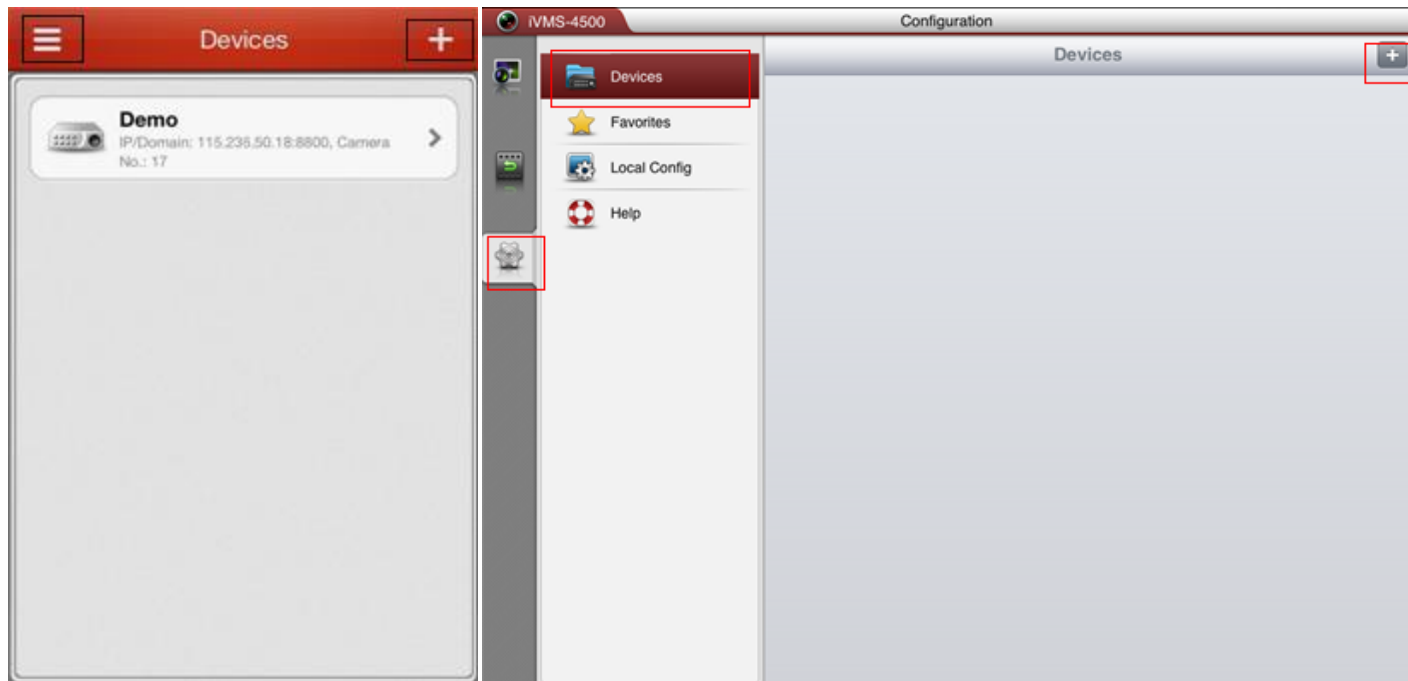 Devices
Demo
IP/Domain: 115.236.50.18:8800, Camera
No.: 17
iVMS-4500
Configuration
Devices
Devices
Favorites
Local Config
Help